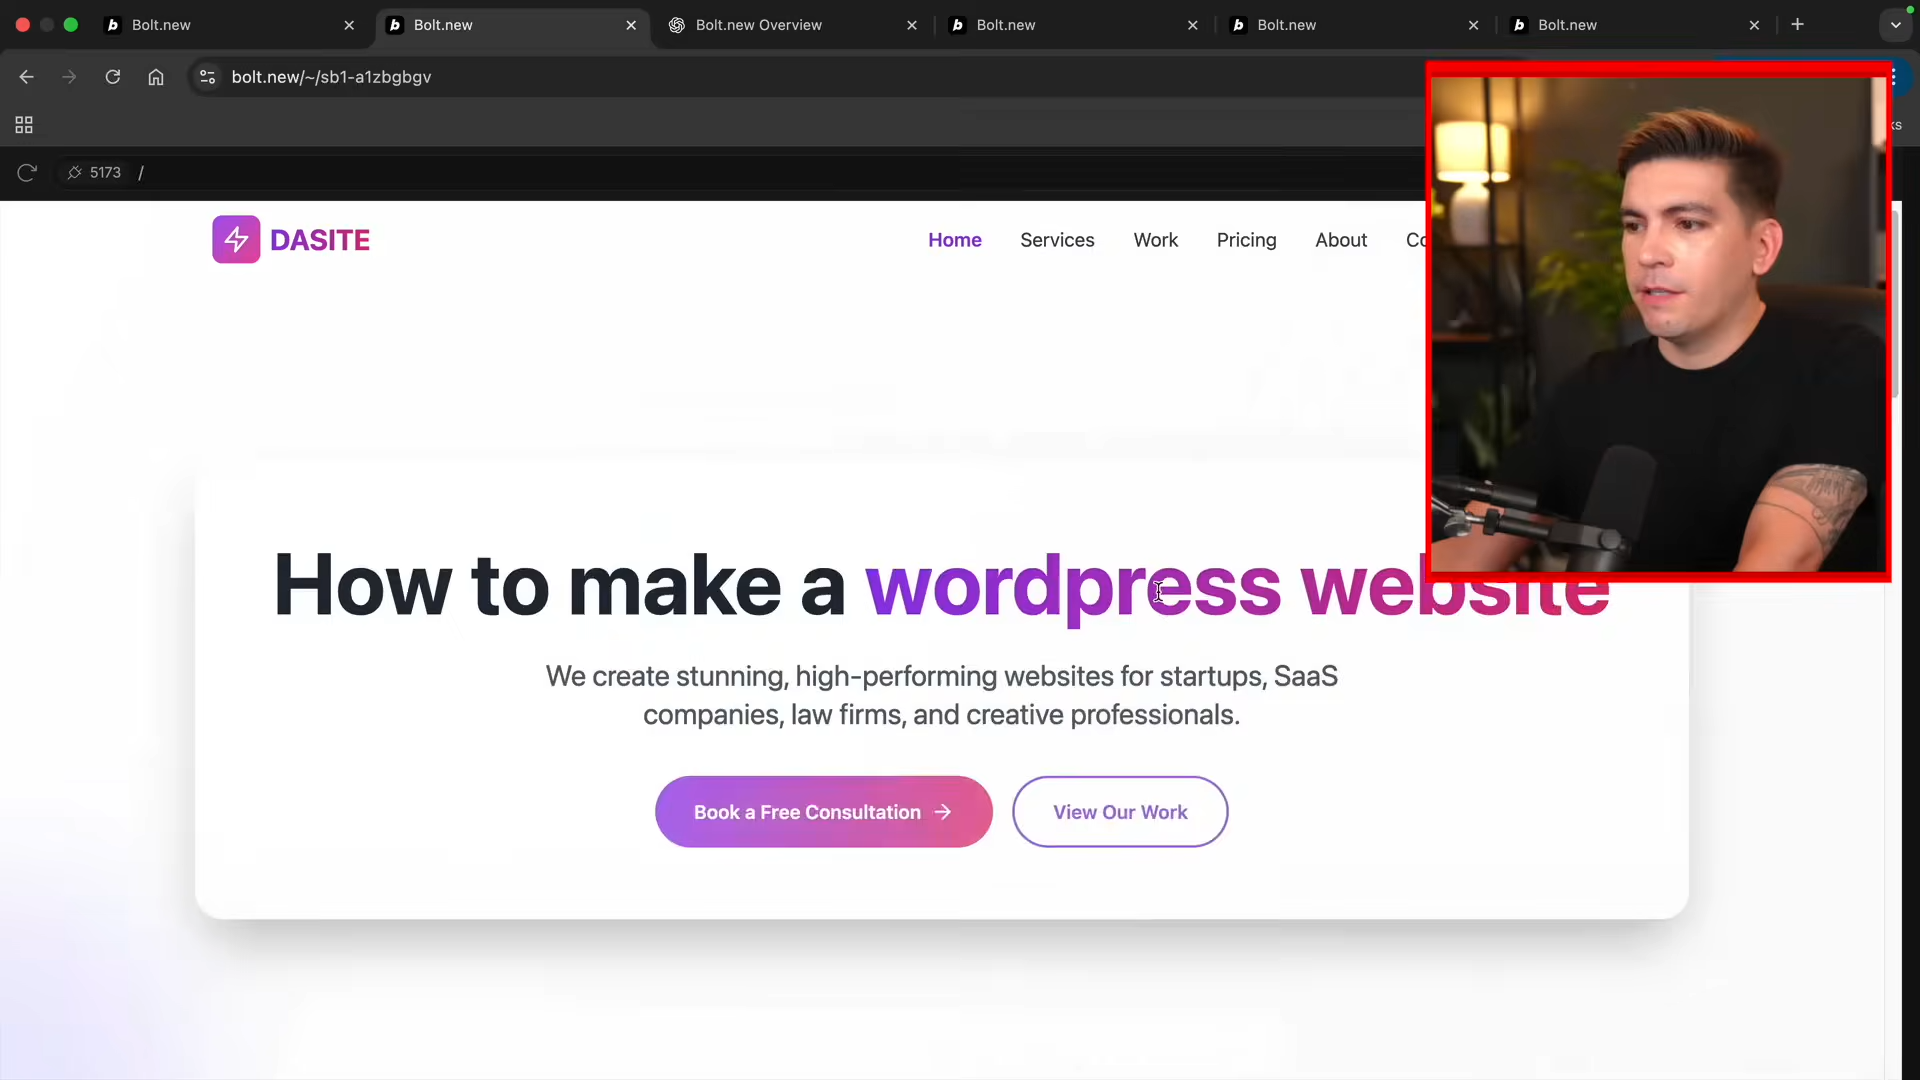 Bolt.new
Bolt.new
Bolt.new Overview
Bolt.new
Bolt.new
Bolt.new
bolt.new/~/sb1-a1zbgbgv
5173 /
DASITE
Home Services Work Pricing About
How to make a wordpress website
We create stunning, high-performing websites for startups, SaaS
companies, law firms, and creative professionals.
Book a Free Consultation → View Our Work